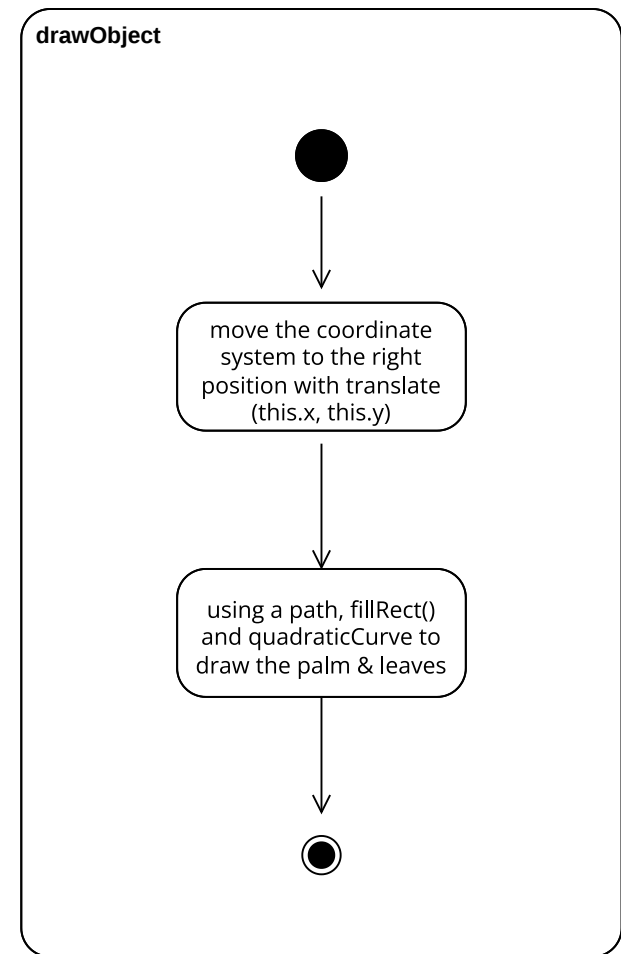 drawObject
move the coordinate
system to the right
position with translate
(this.x, this.y)
using a path, fillRect()
and quadraticCurve to
draw the palm & leaves